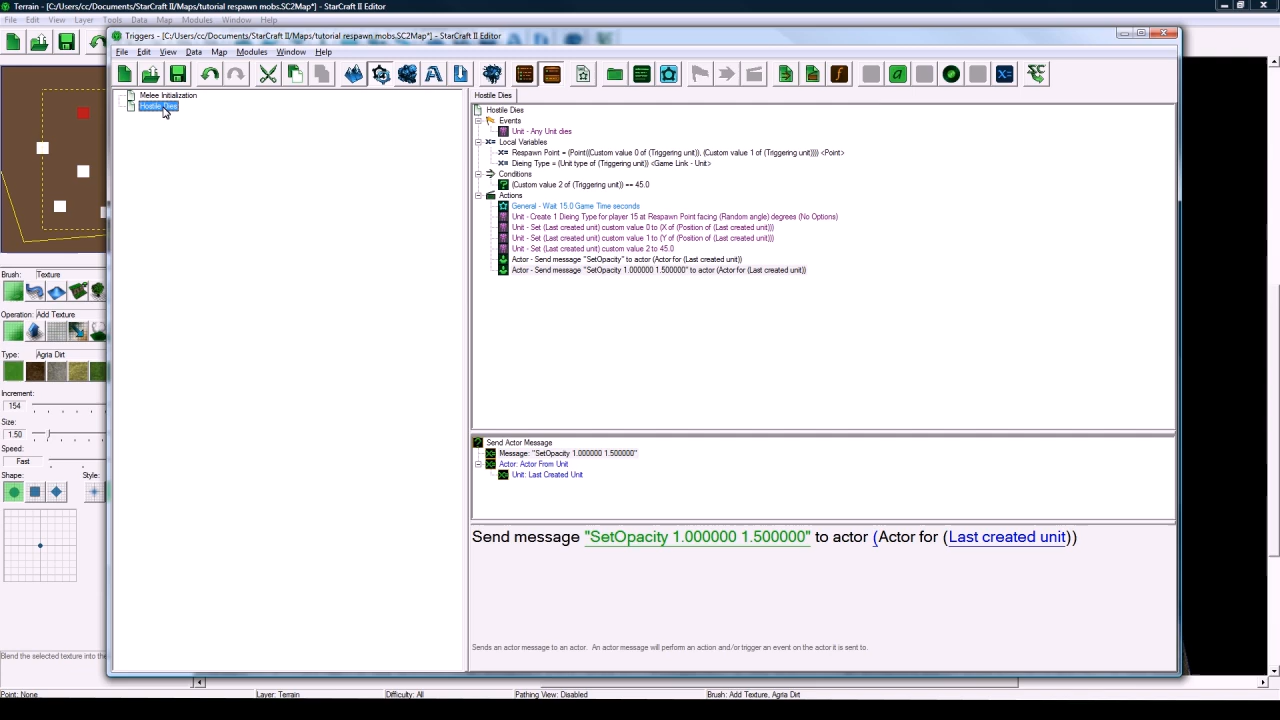 Terrain - [C:/Users/cc/Documents/StarCraft II/Maps/tutorial respawn mobs.SC2Map*] - StarCraft II Editor
File Edit View Layer Tools Data Map Modules Window Help
Triggers - [C:/Users/cc/Documents/StarCraft II/Maps/tutorial respawn mobs.SC2Map*] - StarCraft II Editor
File Edit View Data Map Modules Window Help
Melee Initialization
Hostile Dies
Hostile Dies
Hostile Dies
Events
Unit - Any Unit dies
Local Variables
Respawn Point = (Point((Custom value 0 of (Triggering unit)), (Custom value 1 of (Triggering unit)))) <Point>
Dieing Type = (Unit type of (Triggering unit)) <Game Link - Unit>
Conditions
(Custom value 2 of (Triggering unit)) == 45.0
Actions
General - Wait 15.0 Game Time seconds
Unit - Create 1 Dieing Type for player 15 at Respawn Point facing (Random angle) degrees (No Options)
Unit - Set (Last created unit) custom value 0 to (X of (Position of (Last created unit)))
Unit - Set (Last created unit) custom value 1 to (Y of (Position of (Last created unit)))
Unit - Set (Last created unit) custom value 2 to 45.0
Actor - Send message "SetOpacity" to actor (Actor for (Last created unit))
Actor - Send message "SetOpacity 1.000000 1.500000" to actor (Actor for (Last created unit))
Send Actor Message
Message: "SetOpacity 1.000000 1.500000"
Actor: Actor From Unit
Unit: Last Created Unit
Send message "SetOpacity 1.000000 1.500000" to actor (Actor for (Last created unit))
Sends an actor message to an actor. An actor message will perform an action and/or trigger an event on the actor it is sent to.
Brush: Texture
Operation: Add Texture
Type: Agria Dirt
Increment:
154
Size:
1.50
Speed:
Fast
Shape: Style:
Blend the selected texture into the
Point: None Layer: Terrain Difficulty: All Pathing View: Disabled Brush: Add Texture, Agria Dirt